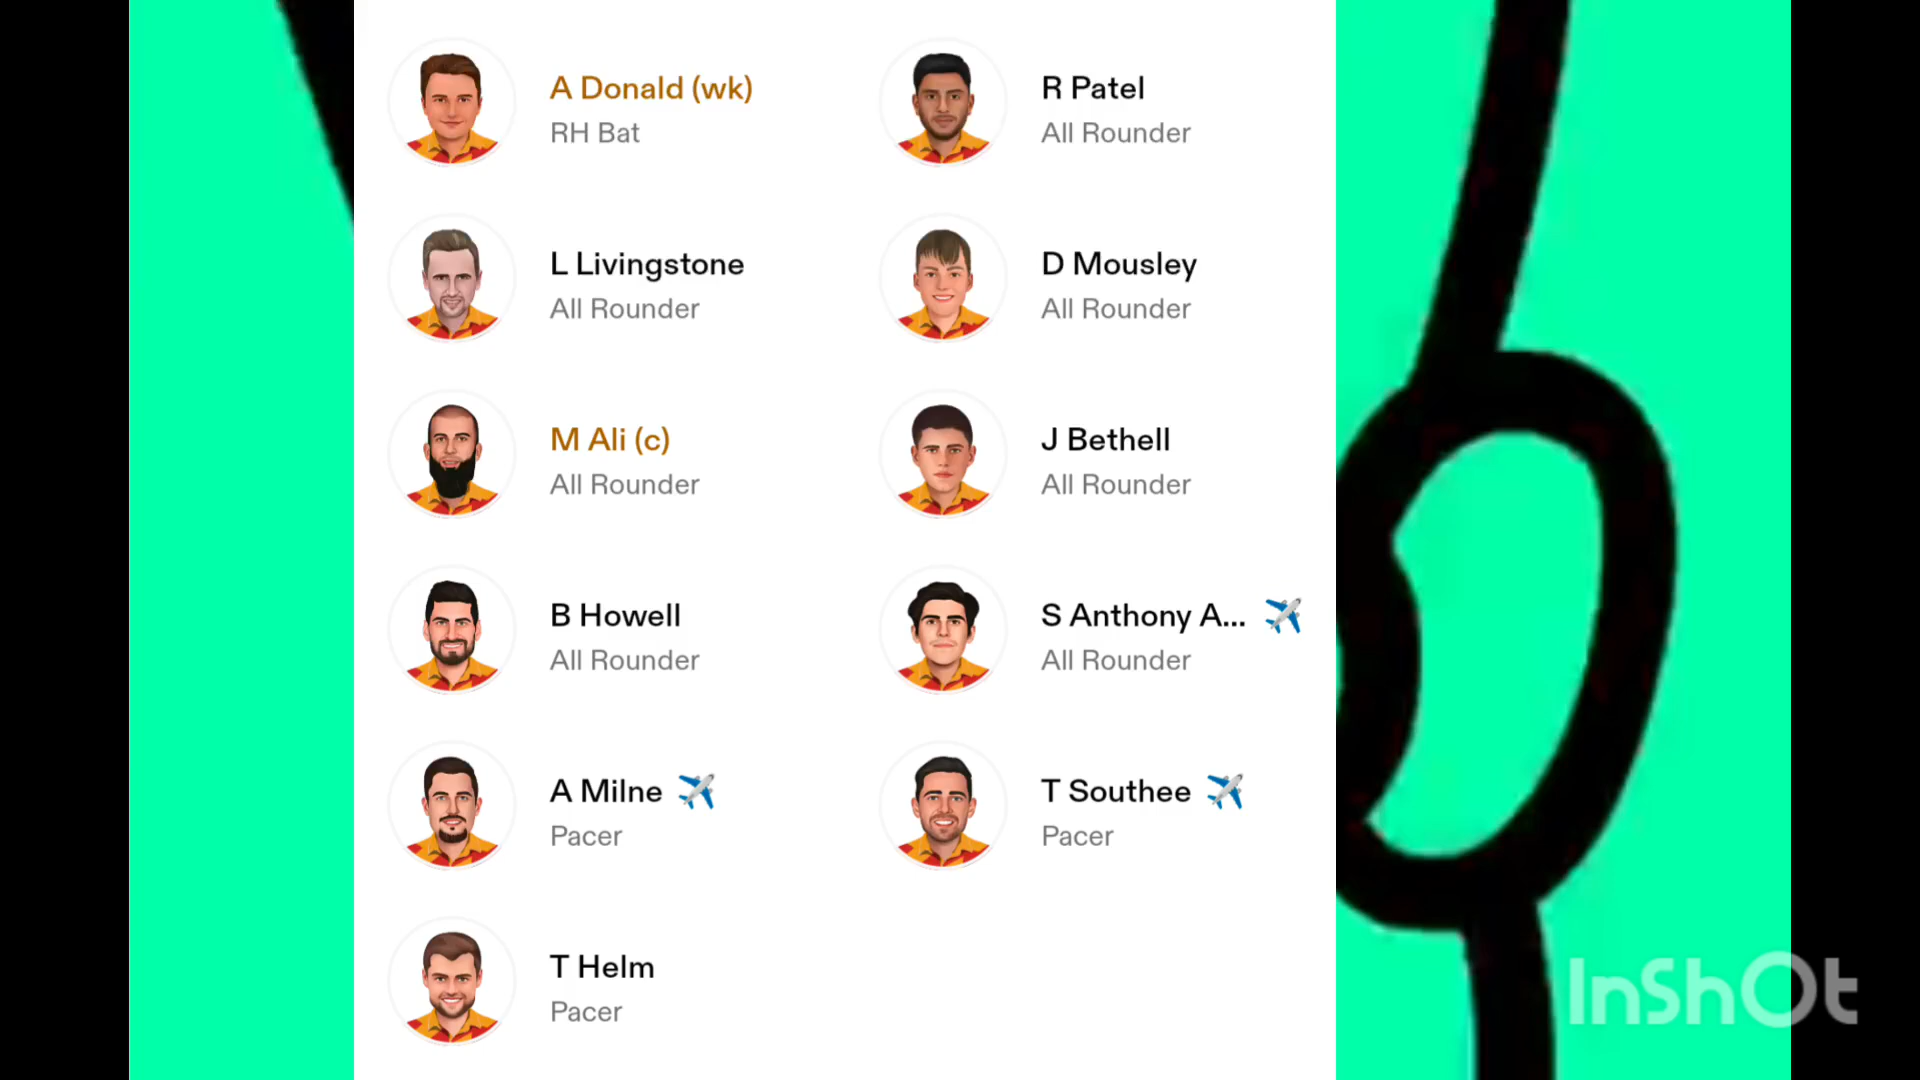 A Donald (wk)
RH Bat
R Patel
All Rounder
L Livingstone
All Rounder
D Mousley
All Rounder
M Ali (c)
All Rounder
J Bethell
All Rounder
B Howell
All Rounder
S Anthony A...
All Rounder
A Milne
Pacer
T Southee
Pacer
T Helm
Pacer
InShOt